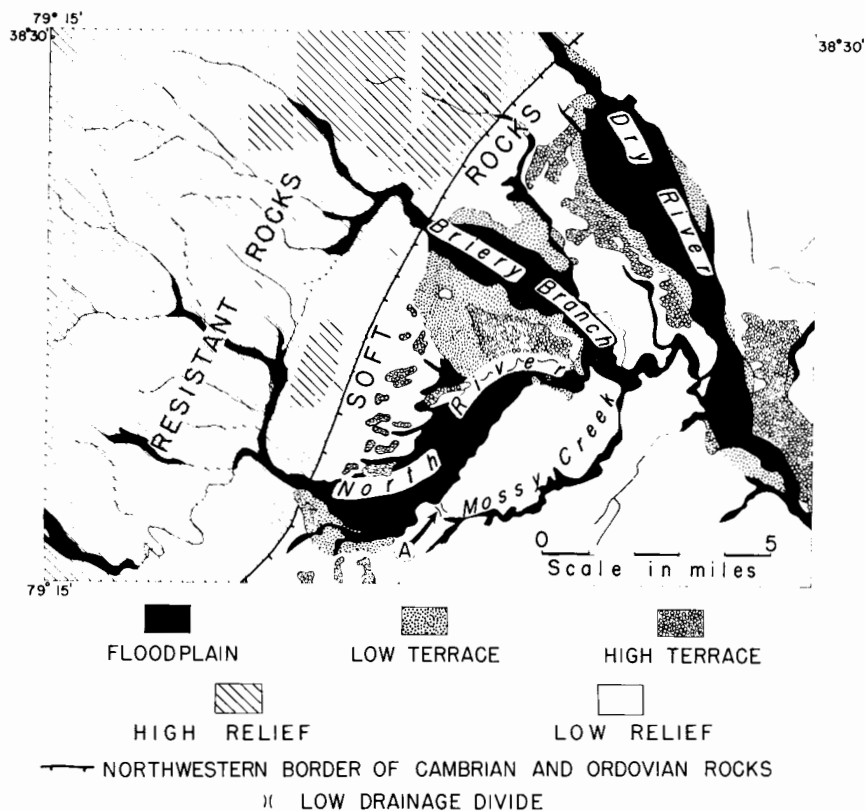 79° 15'
38°30'
38° 30'
RESISTANT ROCKS
SOFT ROCKS
Dry River
Briery Branch
North River
Mossy Creek
A
0 5
Scale in miles
79° 15'
FLOODPLAIN LOW TERRACE HIGH TERRACE
HIGH RELIEF LOW RELIEF
NORTHWESTERN BORDER OF CAMBRIAN AND ORDOVIAN ROCKS
)( LOW DRAINAGE DIVIDE